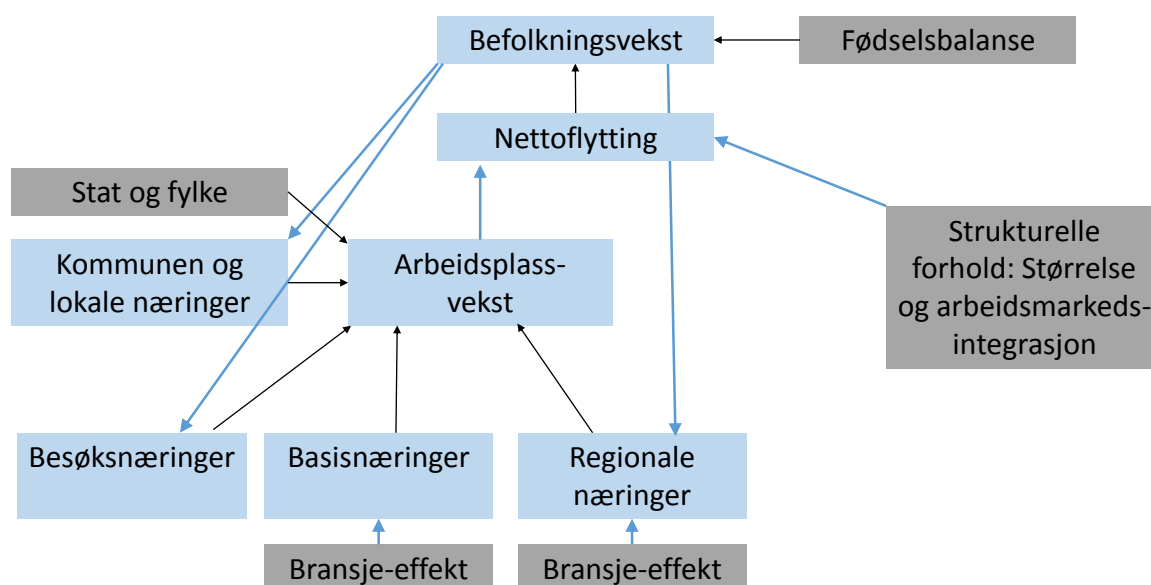 Befolkningsvekst
Fødselsbalanse
Nettoflytting
Stat og fylke
Strukturelle
forhold: Størrelse
og arbeidsmarkeds-
integrasjon
Kommunen og
lokale næringer
Arbeidsplass-
vekst
Besøksnæringer
Basisnæringer
Regionale
næringer
Bransje-effekt
Bransje-effekt